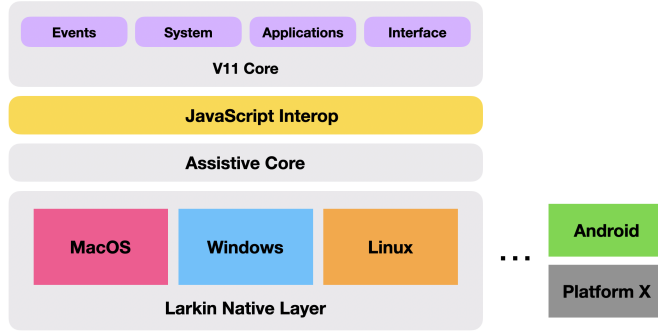 Events
System
Applications
Interface
V11 Core
JavaScript Interop
Assistive Core
MacOS
Windows
Linux
Larkin Native Layer
...
Android
Platform X